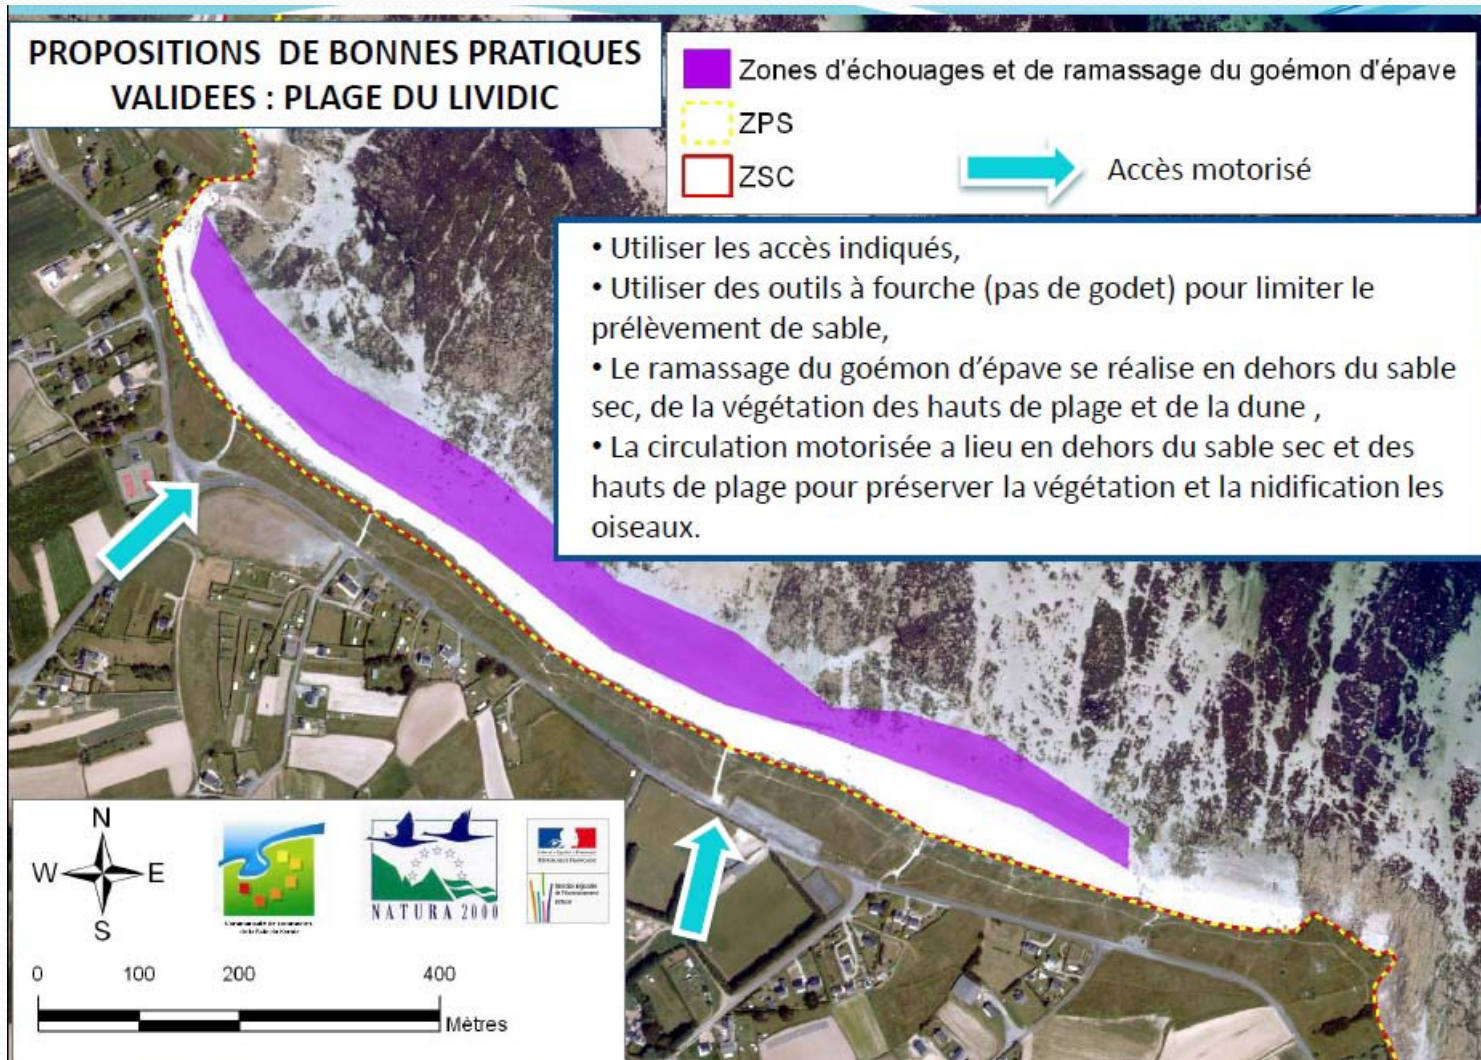 PROPOSITIONS DE BONNES PRATIQUES
VALIDEES : PLAGE DU LIVIDIC
Zones d'échouages et de ramassage du goémon d'épave
ZPS
ZSC
Accès motorisé
• Utiliser les accès indiqués,
• Utiliser des outils à fourche (pas de godet) pour limiter le
prélèvement de sable,
• Le ramassage du goémon d'épave se réalise en dehors du sable
sec, de la végétation des hauts de plage et de la dune ,
• La circulation motorisée a lieu en dehors du sable sec et des
hauts de plage pour préserver la végétation et la nidification les
oiseaux.
N
W E
S
NATURA 2000
RÉPUBLIQUE FRANÇAISE
0 100 200 400
Mètres